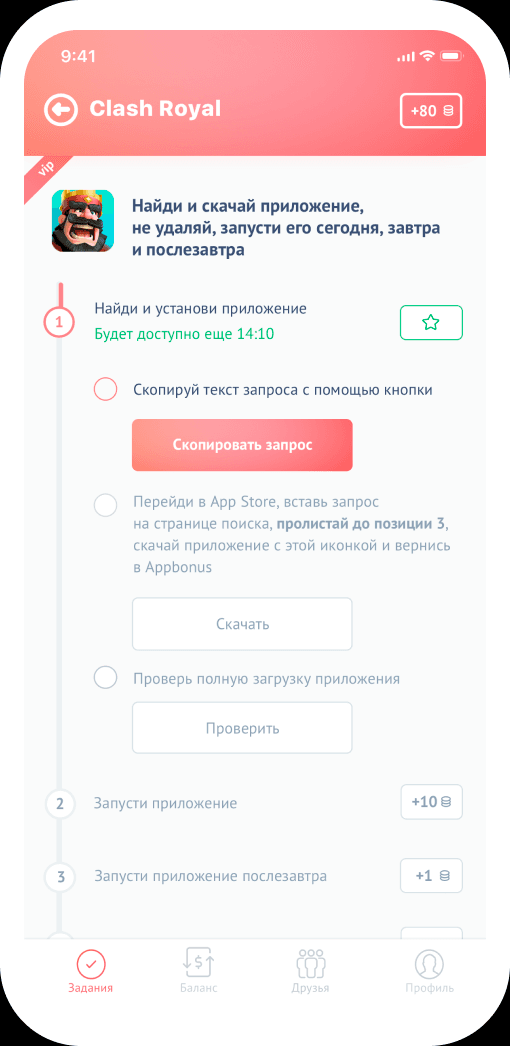 9:41
Clash Royal
+80
vip
Найди и скачай приложение,
не удаляй, запусти его сегодня, завтра
и послезавтра
1
Найди и установи приложение
Будет доступно еще 14:10
Скопируй текст запроса с помощью кнопки
Скопировать запрос
Перейди в App Store, вставь запрос
на странице поиска, пролистай до позиции 3,
скачай приложение с этой иконкой и вернись
в Appbonus
Скачать
Проверь полную загрузку приложения
Проверить
2
Запусти приложение
+10
3
Запусти приложение послезавтра
+1
Задания
Баланс
Друзья
Профиль